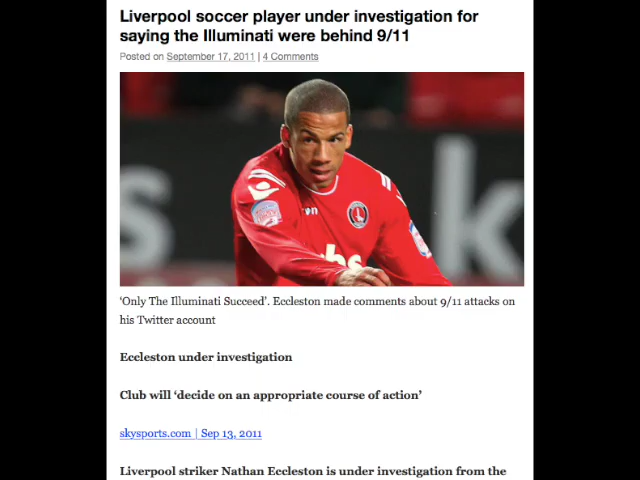 Liverpool soccer player under investigation for
saying the Illuminati were behind 9/11
Posted on September 17, 2011 | 4 Comments
'Only The Illuminati Succeed'. Eccleston made comments about 9/11 attacks on
his Twitter account
Eccleston under investigation
Club will 'decide on an appropriate course of action'
skysports.com | Sep 13, 2011
Liverpool striker Nathan Eccleston is under investigation from the